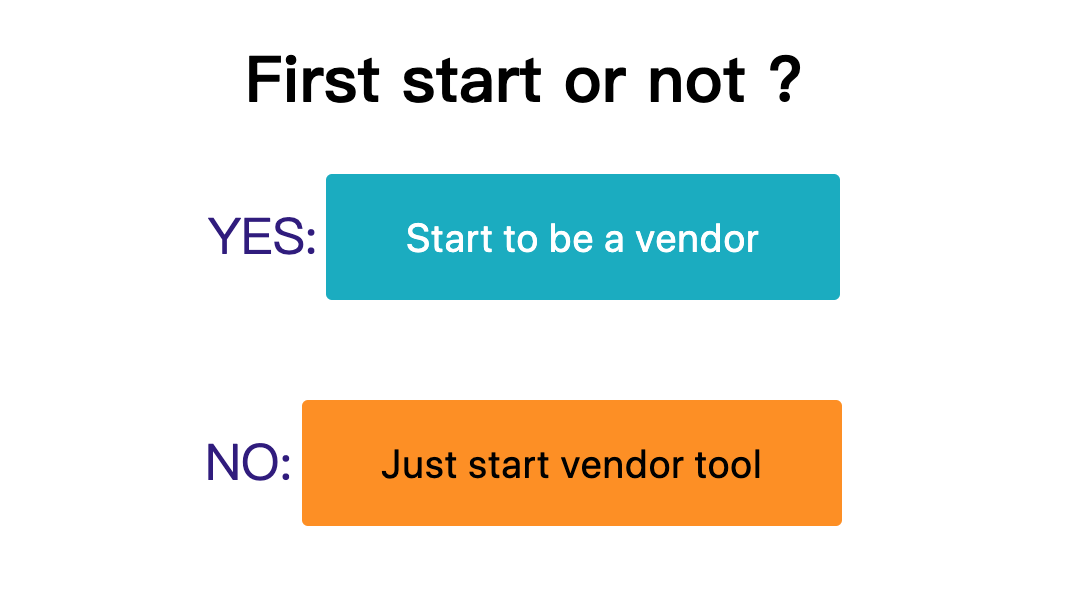 First start or not ?
YES: Start to be a vendor
NO: Just start vendor tool